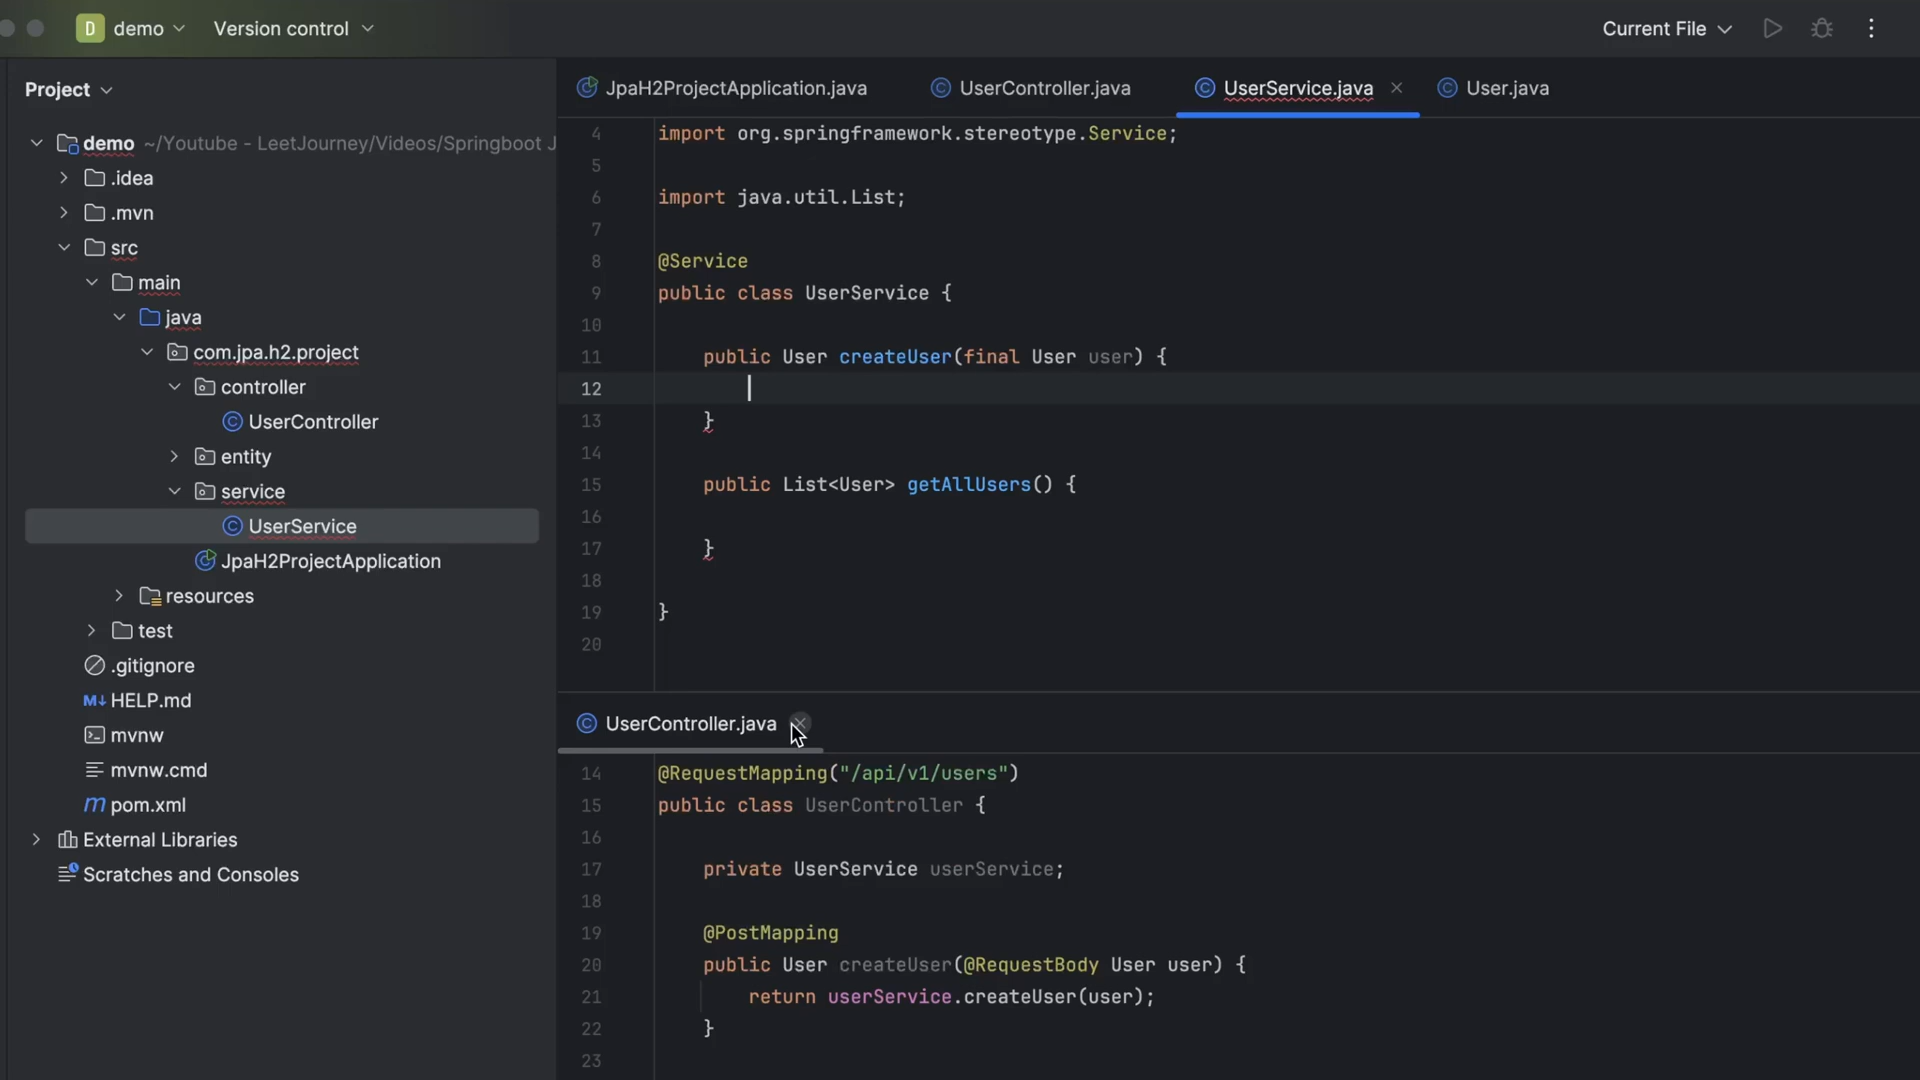 D demo Version control Current File
Project
demo ~/Youtube - LeetJourney/Videos/Springboot J
.idea
.mvn
src
main
java
com.jpa.h2.project
controller
UserController
entity
service
UserService
JpaH2ProjectApplication
resources
test
.gitignore
M↓ HELP.md
mvnw
mvnw.cmd
m pom.xml
External Libraries
Scratches and Consoles
JpaH2ProjectApplication.java UserController.java UserService.java User.java
4 import org.springframework.stereotype.Service;
5
6 import java.util.List;
7
8 @Service
9 public class UserService {
10
11 public User createUser(final User user) {
12
13 }
14
15 public List<User> getAllUsers() {
16
17 }
18
19 }
20
UserController.java
14 @RequestMapping("/api/v1/users")
15 public class UserController {
16
17 private UserService userService;
18
19 @PostMapping
20 public User createUser(@RequestBody User user) {
21 return userService.createUser(user);
22 }
23